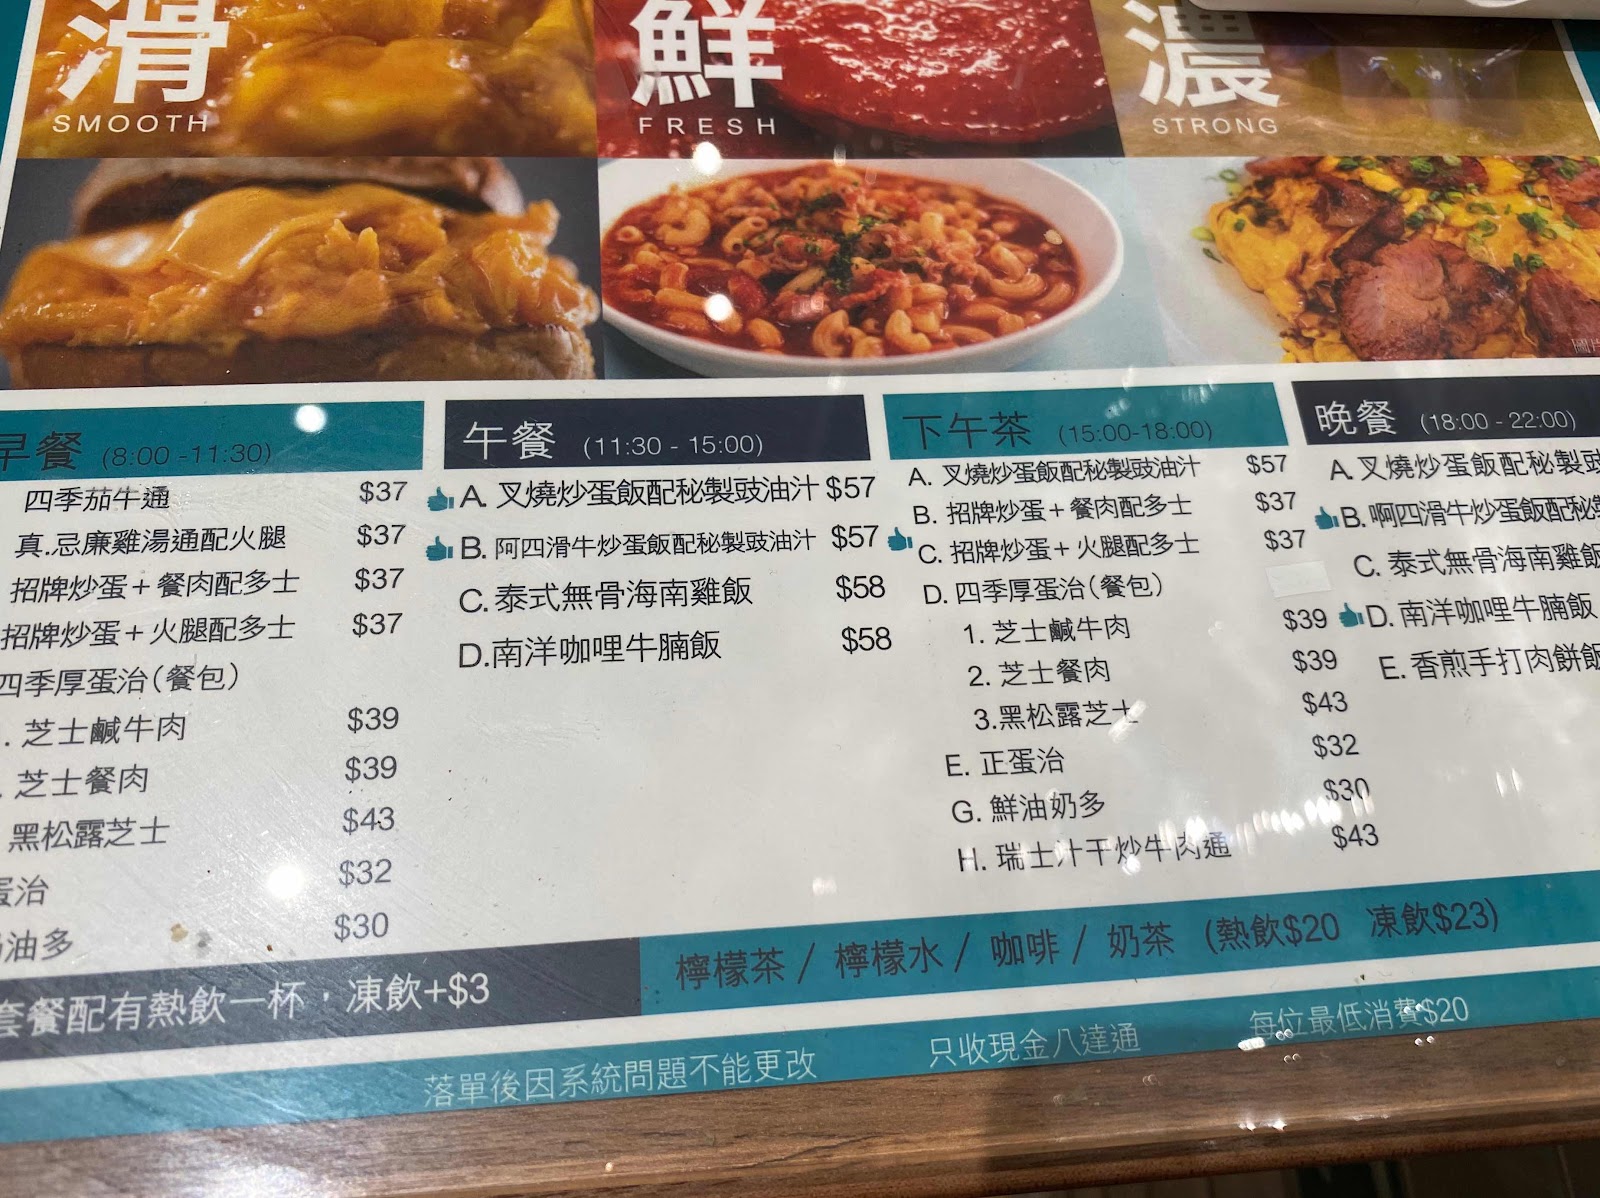 滑
SMOOTH
鮮
FRESH
濃
STRONG
圖片
早餐 (8:00 -11:30)
四季茄牛通 $37
真.忌廉雞湯通配火腿 $37
招牌炒蛋＋餐肉配多士 $37
招牌炒蛋＋火腿配多士 $37
四季厚蛋治（餐包）
. 芝士鹹牛肉 $39
. 芝士餐肉 $39
黑松露芝士 $43
蛋治 $32
油多 $30
套餐配有熱飲一杯，凍飲+$3
午餐 (11:30 - 15:00)
A. 叉燒炒蛋飯配秘製豉油汁 $57
B. 阿四滑牛炒蛋飯配秘製豉油汁 $57
C. 泰式無骨海南雞飯 $58
D.南洋咖哩牛腩飯 $58
下午茶 (15:00-18:00)
A. 叉燒炒蛋飯配秘製豉油汁 $57
B. 招牌炒蛋＋餐肉配多士 $37
C. 招牌炒蛋＋火腿配多士 $37
D. 四季厚蛋治（餐包）
1. 芝士鹹牛肉 $39
2. 芝士餐肉 $39
3.黑松露芝士 $43
E. 正蛋治 $32
G. 鮮油奶多 $30
H. 瑞士汁干炒牛肉通 $43
晚餐 (18:00 - 22:00)
A. 叉燒炒蛋飯配秘製豉
B. 啊四滑牛炒蛋飯配秘
C. 泰式無骨海南雞飯
D. 南洋咖哩牛腩飯
E. 香煎手打肉餅飯
檸檬茶 / 檸檬水 / 咖啡 / 奶茶 (熱飲$20 凍飲$23)
落單後因系統問題不能更改 只收現金八達通 每位最低消費$20